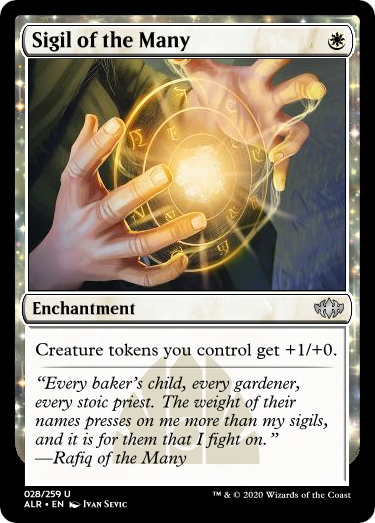 Sigil of the Many
Enchantment
Creature tokens you control get +1/+0.
“Every baker's child, every gardener,
every stoic priest. The weight of their
names presses on me more than my sigils,
and it is for them that I fight on.”
—Rafiq of the Many
028/259 U
ALR • EN Ivan Sevic
™ & © 2020 Wizards of the Coast